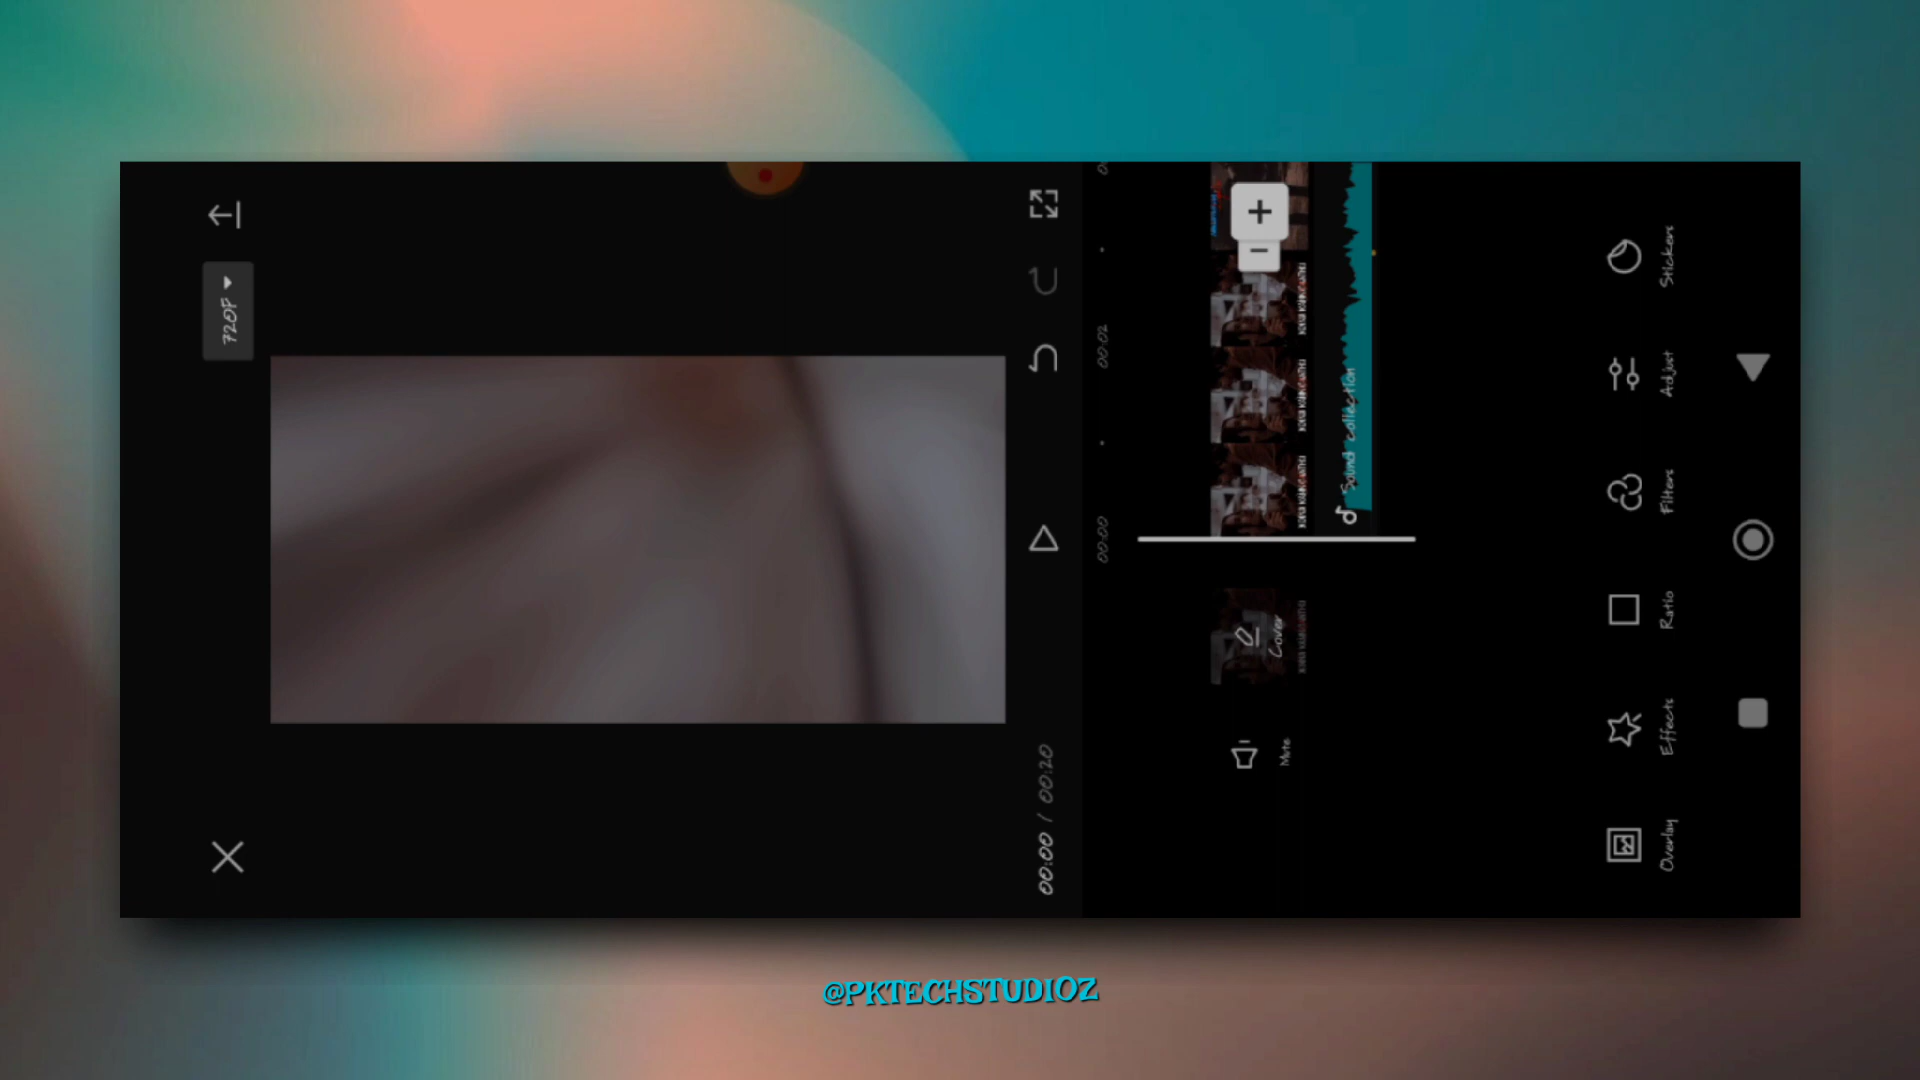 720P
00:00 / 00:20
00:00
00:02
Sound collection
Cover
Mute
Overlay
Effects
Ratio
Filters
Adjust
Stickers
@PKTECHSTUDIOZ